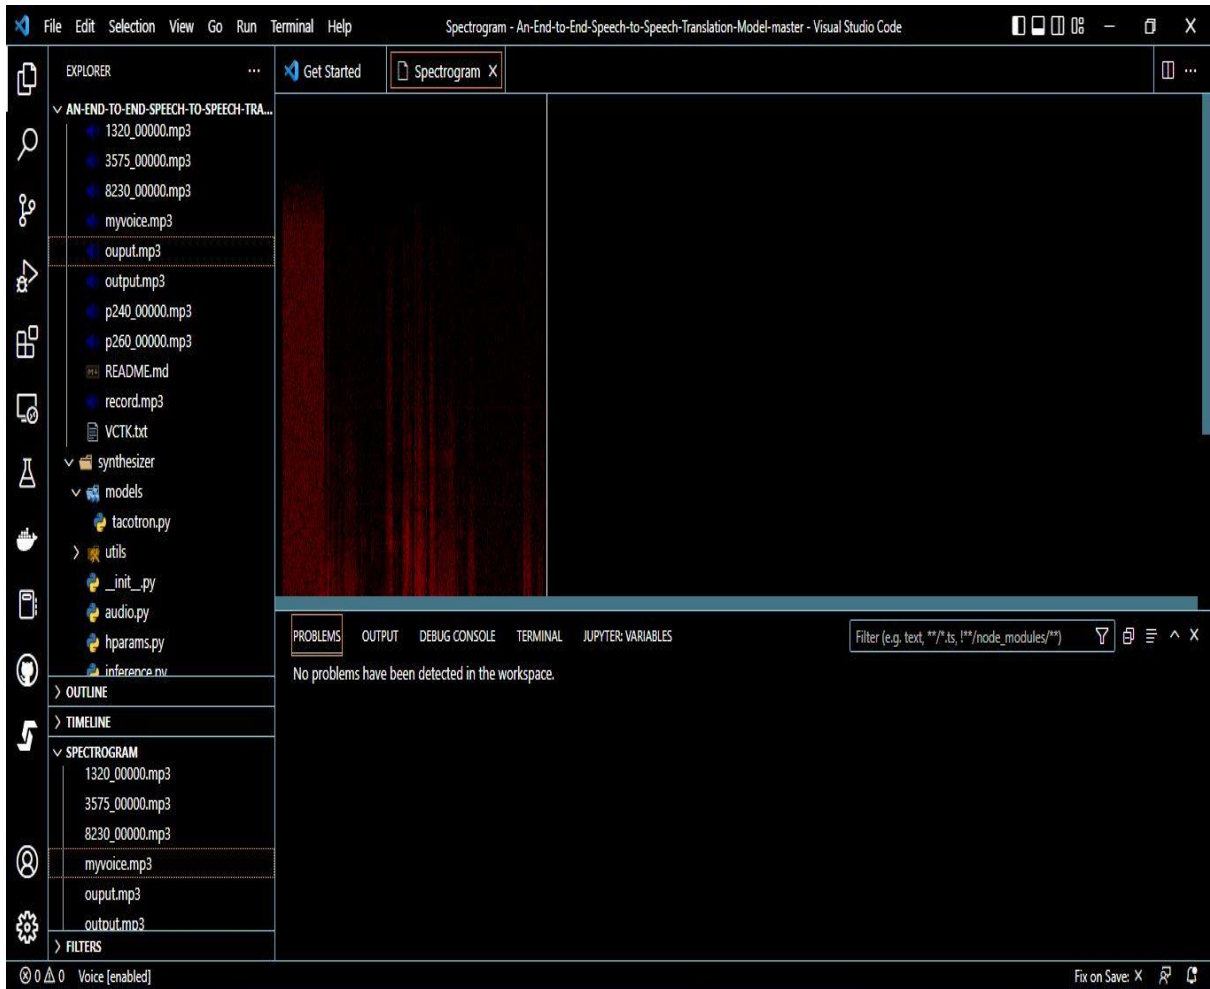 File Edit Selection View Go Run Terminal Help Spectrogram - An-End-to-End-Speech-to-Speech-Translation-Model-master - Visual Studio Code
EXPLORER
Get Started
Spectrogram
AN-END-TO-END-SPEECH-TO-SPEECH-TRA...
1320_00000.mp3
3575_00000.mp3
8230_00000.mp3
myvoice.mp3
ouput.mp3
output.mp3
p240_00000.mp3
p260_00000.mp3
README.md
record.mp3
VCTK.txt
synthesizer
models
tacotron.py
utils
__init__.py
audio.py
hparams.py
inference.py
OUTLINE
TIMELINE
SPECTROGRAM
1320_00000.mp3
3575_00000.mp3
8230_00000.mp3
myvoice.mp3
ouput.mp3
output.mp3
FILTERS
PROBLEMS OUTPUT DEBUG CONSOLE TERMINAL JUPYTER: VARIABLES
Filter (e.g. text, **/*.ts, !**/node_modules/**)
No problems have been detected in the workspace.
0 0 Voice [enabled]
Fix on Save: X